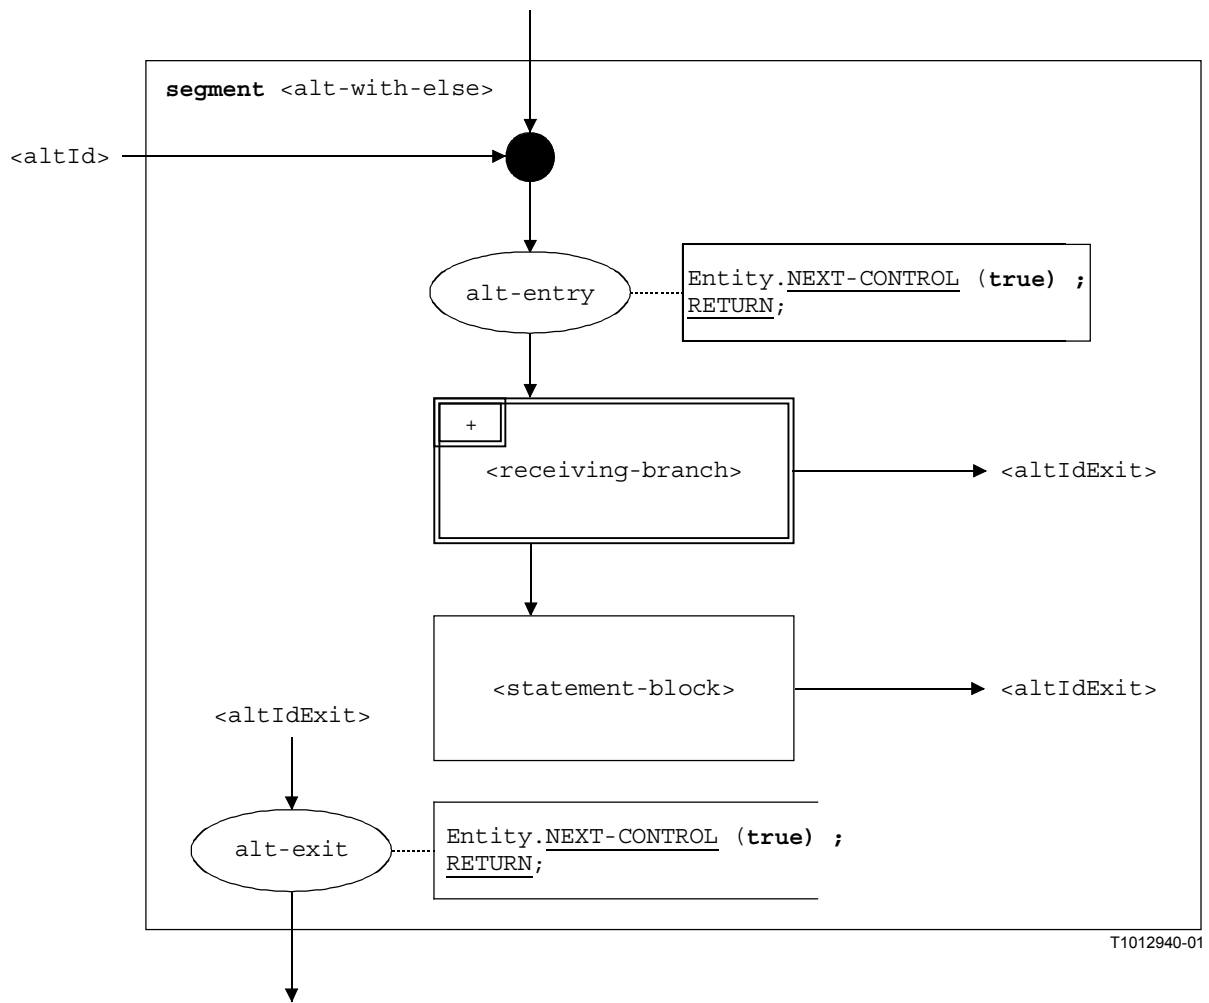 segment <alt-with-else>
<altId>
alt-entry
Entity.NEXT-CONTROL (true) ;
RETURN;
+
<receiving-branch>
<altIdExit>
<statement-block>
<altIdExit>
<altIdExit>
alt-exit
Entity.NEXT-CONTROL (true) ;
RETURN;
T1012940-01